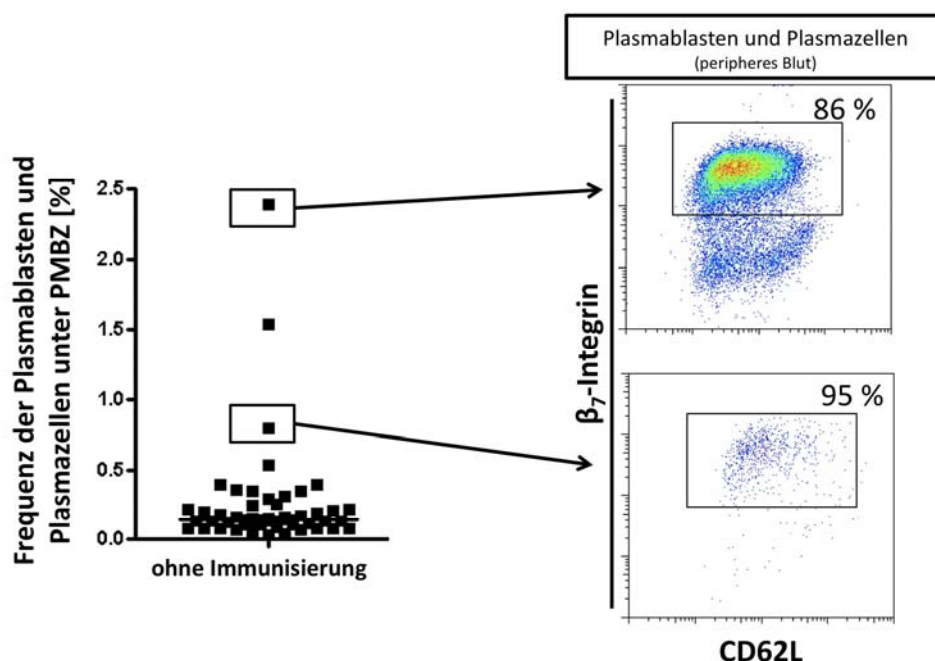 Plasmablasten und Plasmazellen
(peripheres Blut)
86 %
95 %
β7-Integrin
CD62L
Frequenz der Plasmablasten und
Plasmazellen unter PMBZ [%]
2.5
2.0
1.5
1.0
0.5
0.0
ohne Immunisierung